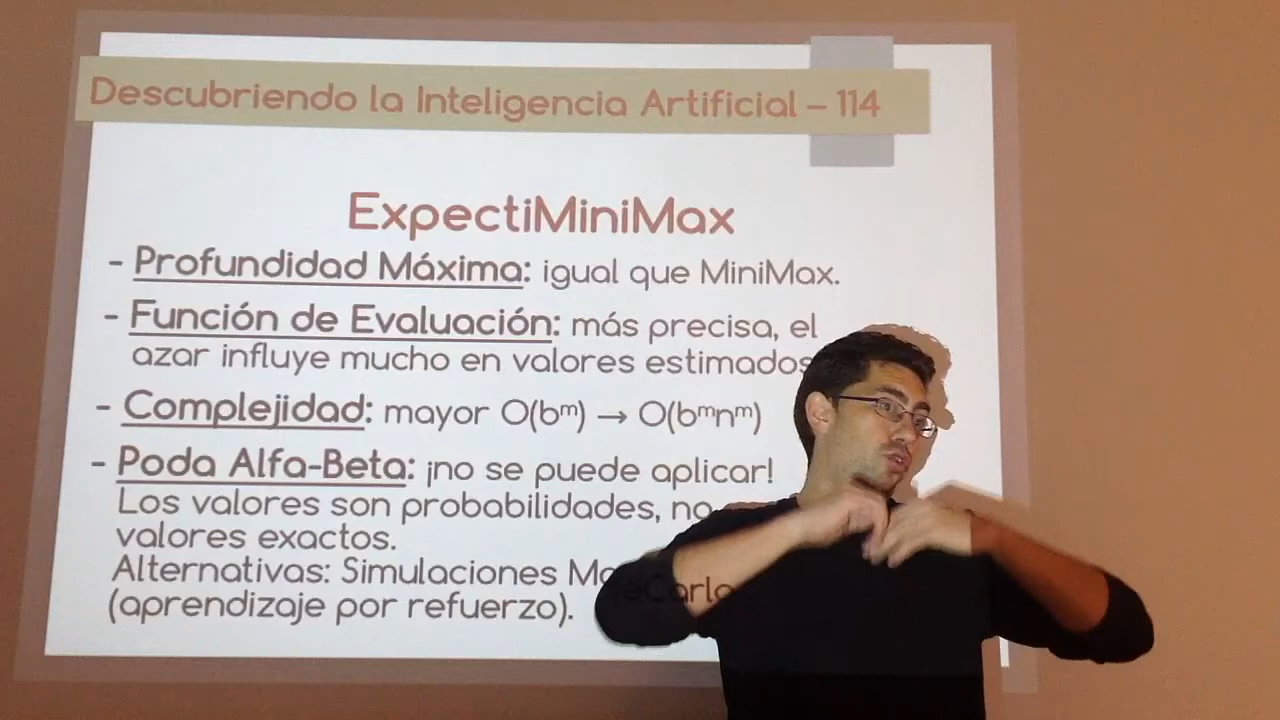 Descubriendo la Inteligencia Artificial – 114
ExpectiMiniMax
- Profundidad Máxima: igual que MiniMax.
- Función de Evaluación: más precisa, el
azar influye mucho en valores estimados
- Complejidad: mayor O(bᵐ) → O(bᵐnᵐ)
- Poda Alfa-Beta: ¡no se puede aplicar!
Los valores son probabilidades, no
valores exactos.
Alternativas: Simulaciones
(aprendizaje por refuerzo).